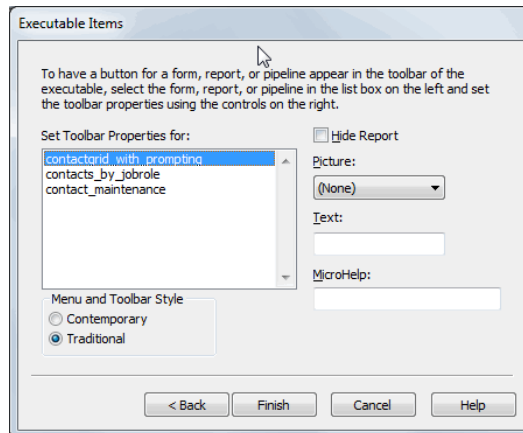 Executable Items
To have a button for a form, report, or pipeline appear in the toolbar of the
executable, select the form, report, or pipeline in the list box on the left and set
the toolbar properties using the controls on the right.
Set Toolbar Properties for:
contactgrid_with_prompting
contacts_by_jobrole
contact_maintenance
Hide Report
Picture:
(None)
Text:
MicroHelp:
Menu and Toolbar Style
Contemporary
Traditional
< Back
Finish
Cancel
Help